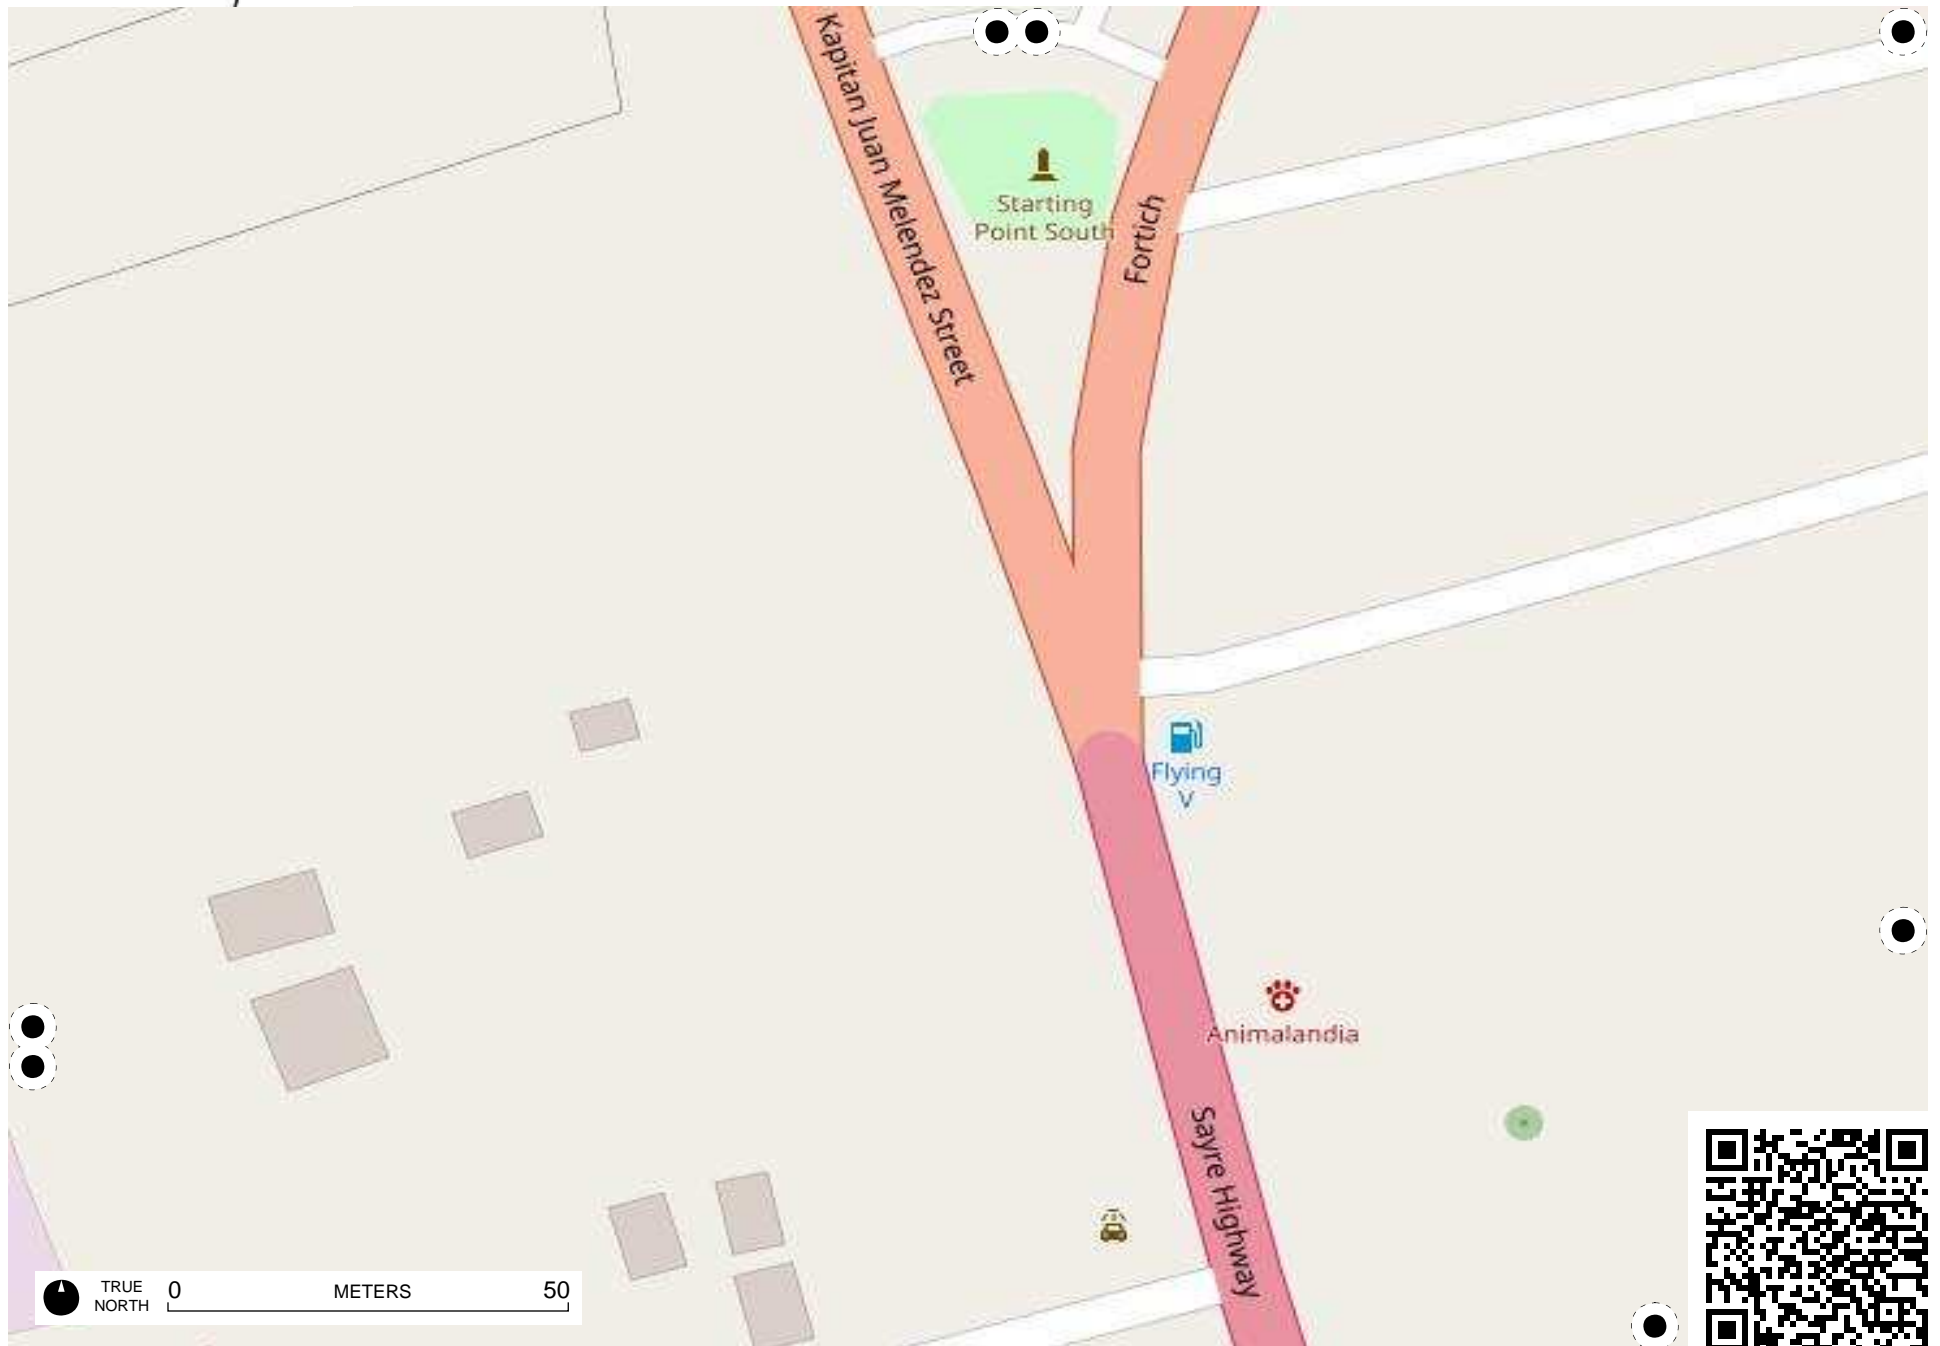 Kapitan Juan Melendez Street
Starting
Point South
Fortich
Flying
V
Animalandia
Sayre Highway
TRUE
NORTH
0 METERS 50